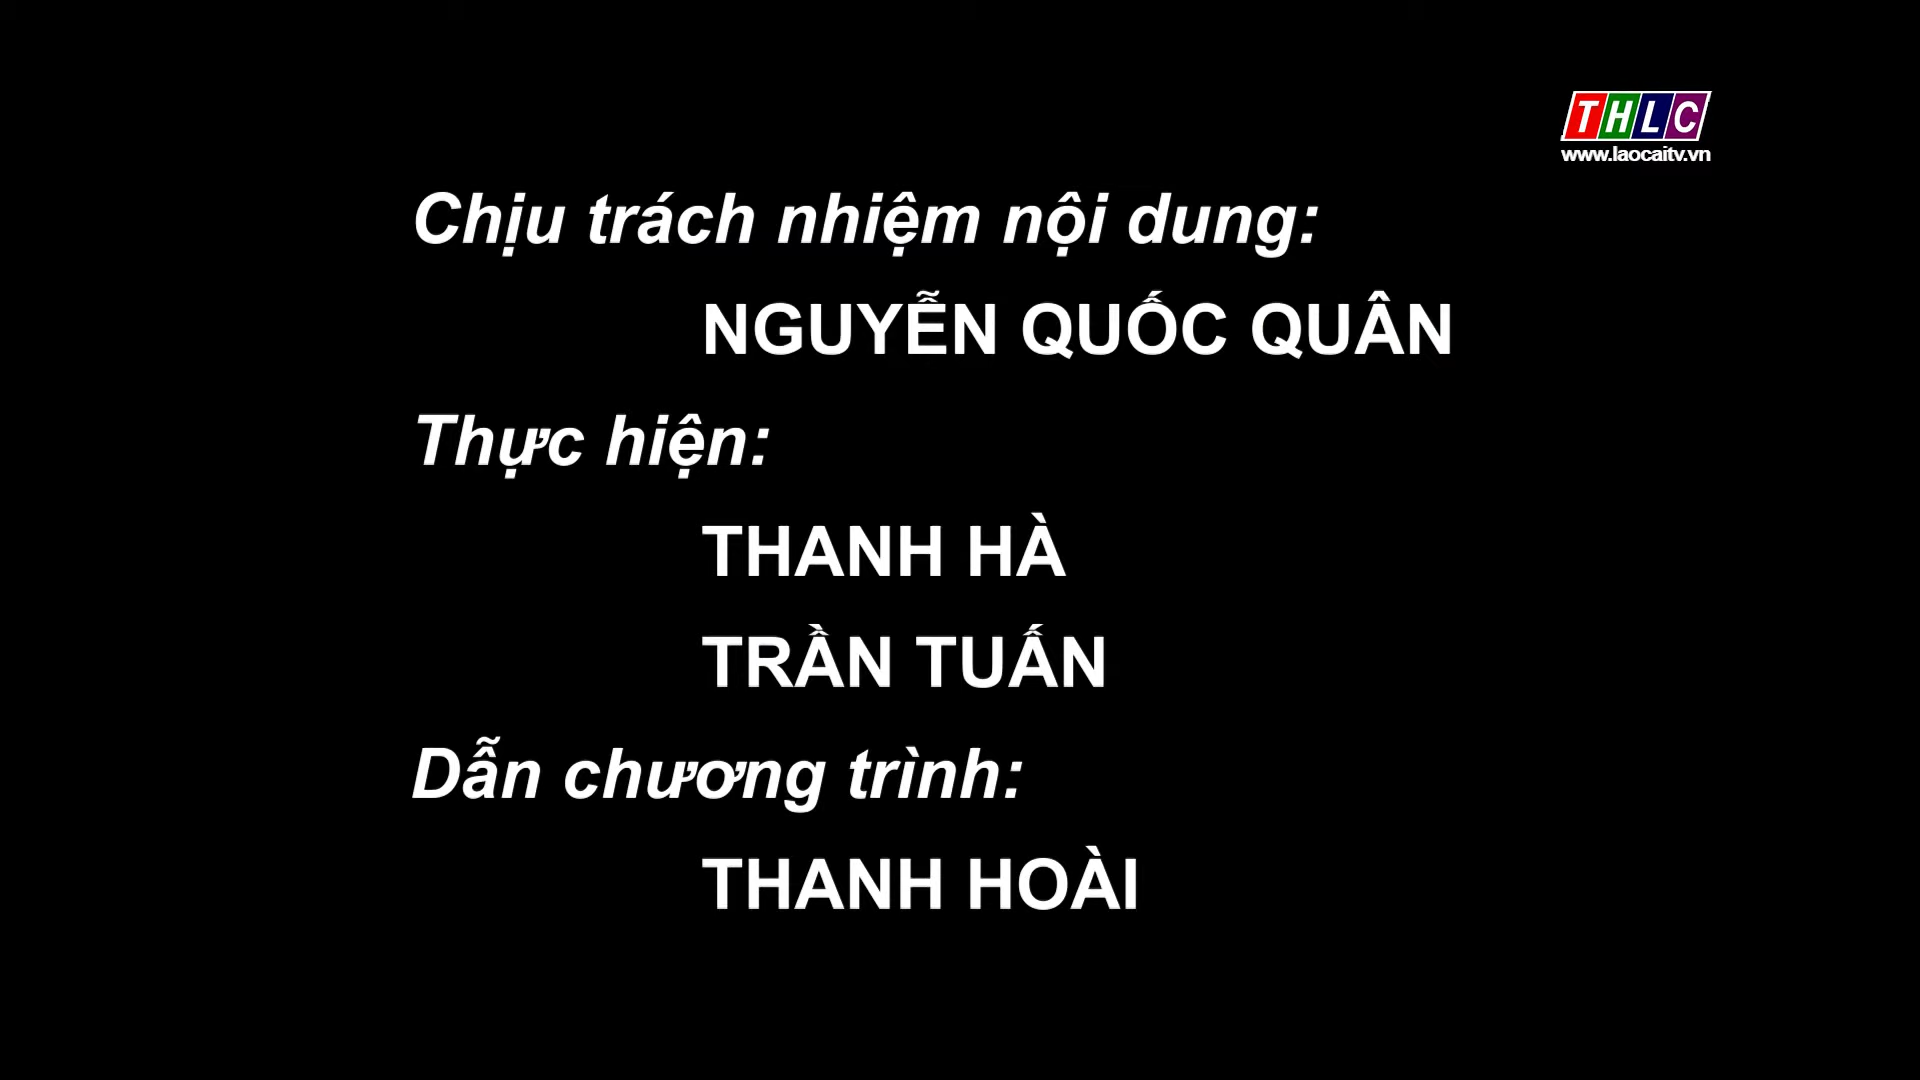 THLC
www.laocaitv.vn
Chịu trách nhiệm nội dung:
NGUYỄN QUỐC QUÂN
Thực hiện:
THANH HÀ
TRẦN TUẤN
Dẫn chương trình:
THANH HOÀI